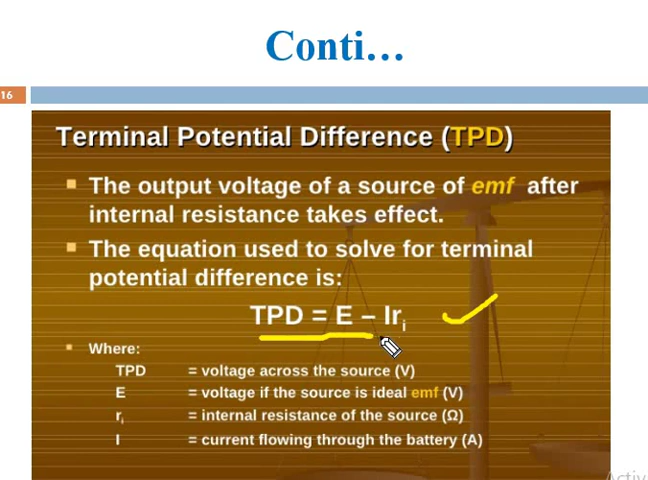 Conti...
16
Terminal Potential Difference (TPD)
The output voltage of a source of emf after
internal resistance takes effect.
The equation used to solve for terminal
potential difference is:
TPD = E – Irᵢ
Where:
TPD = voltage across the source (V)
E = voltage if the source is ideal emf (V)
rᵢ = internal resistance of the source (Ω)
I = current flowing through the battery (A)